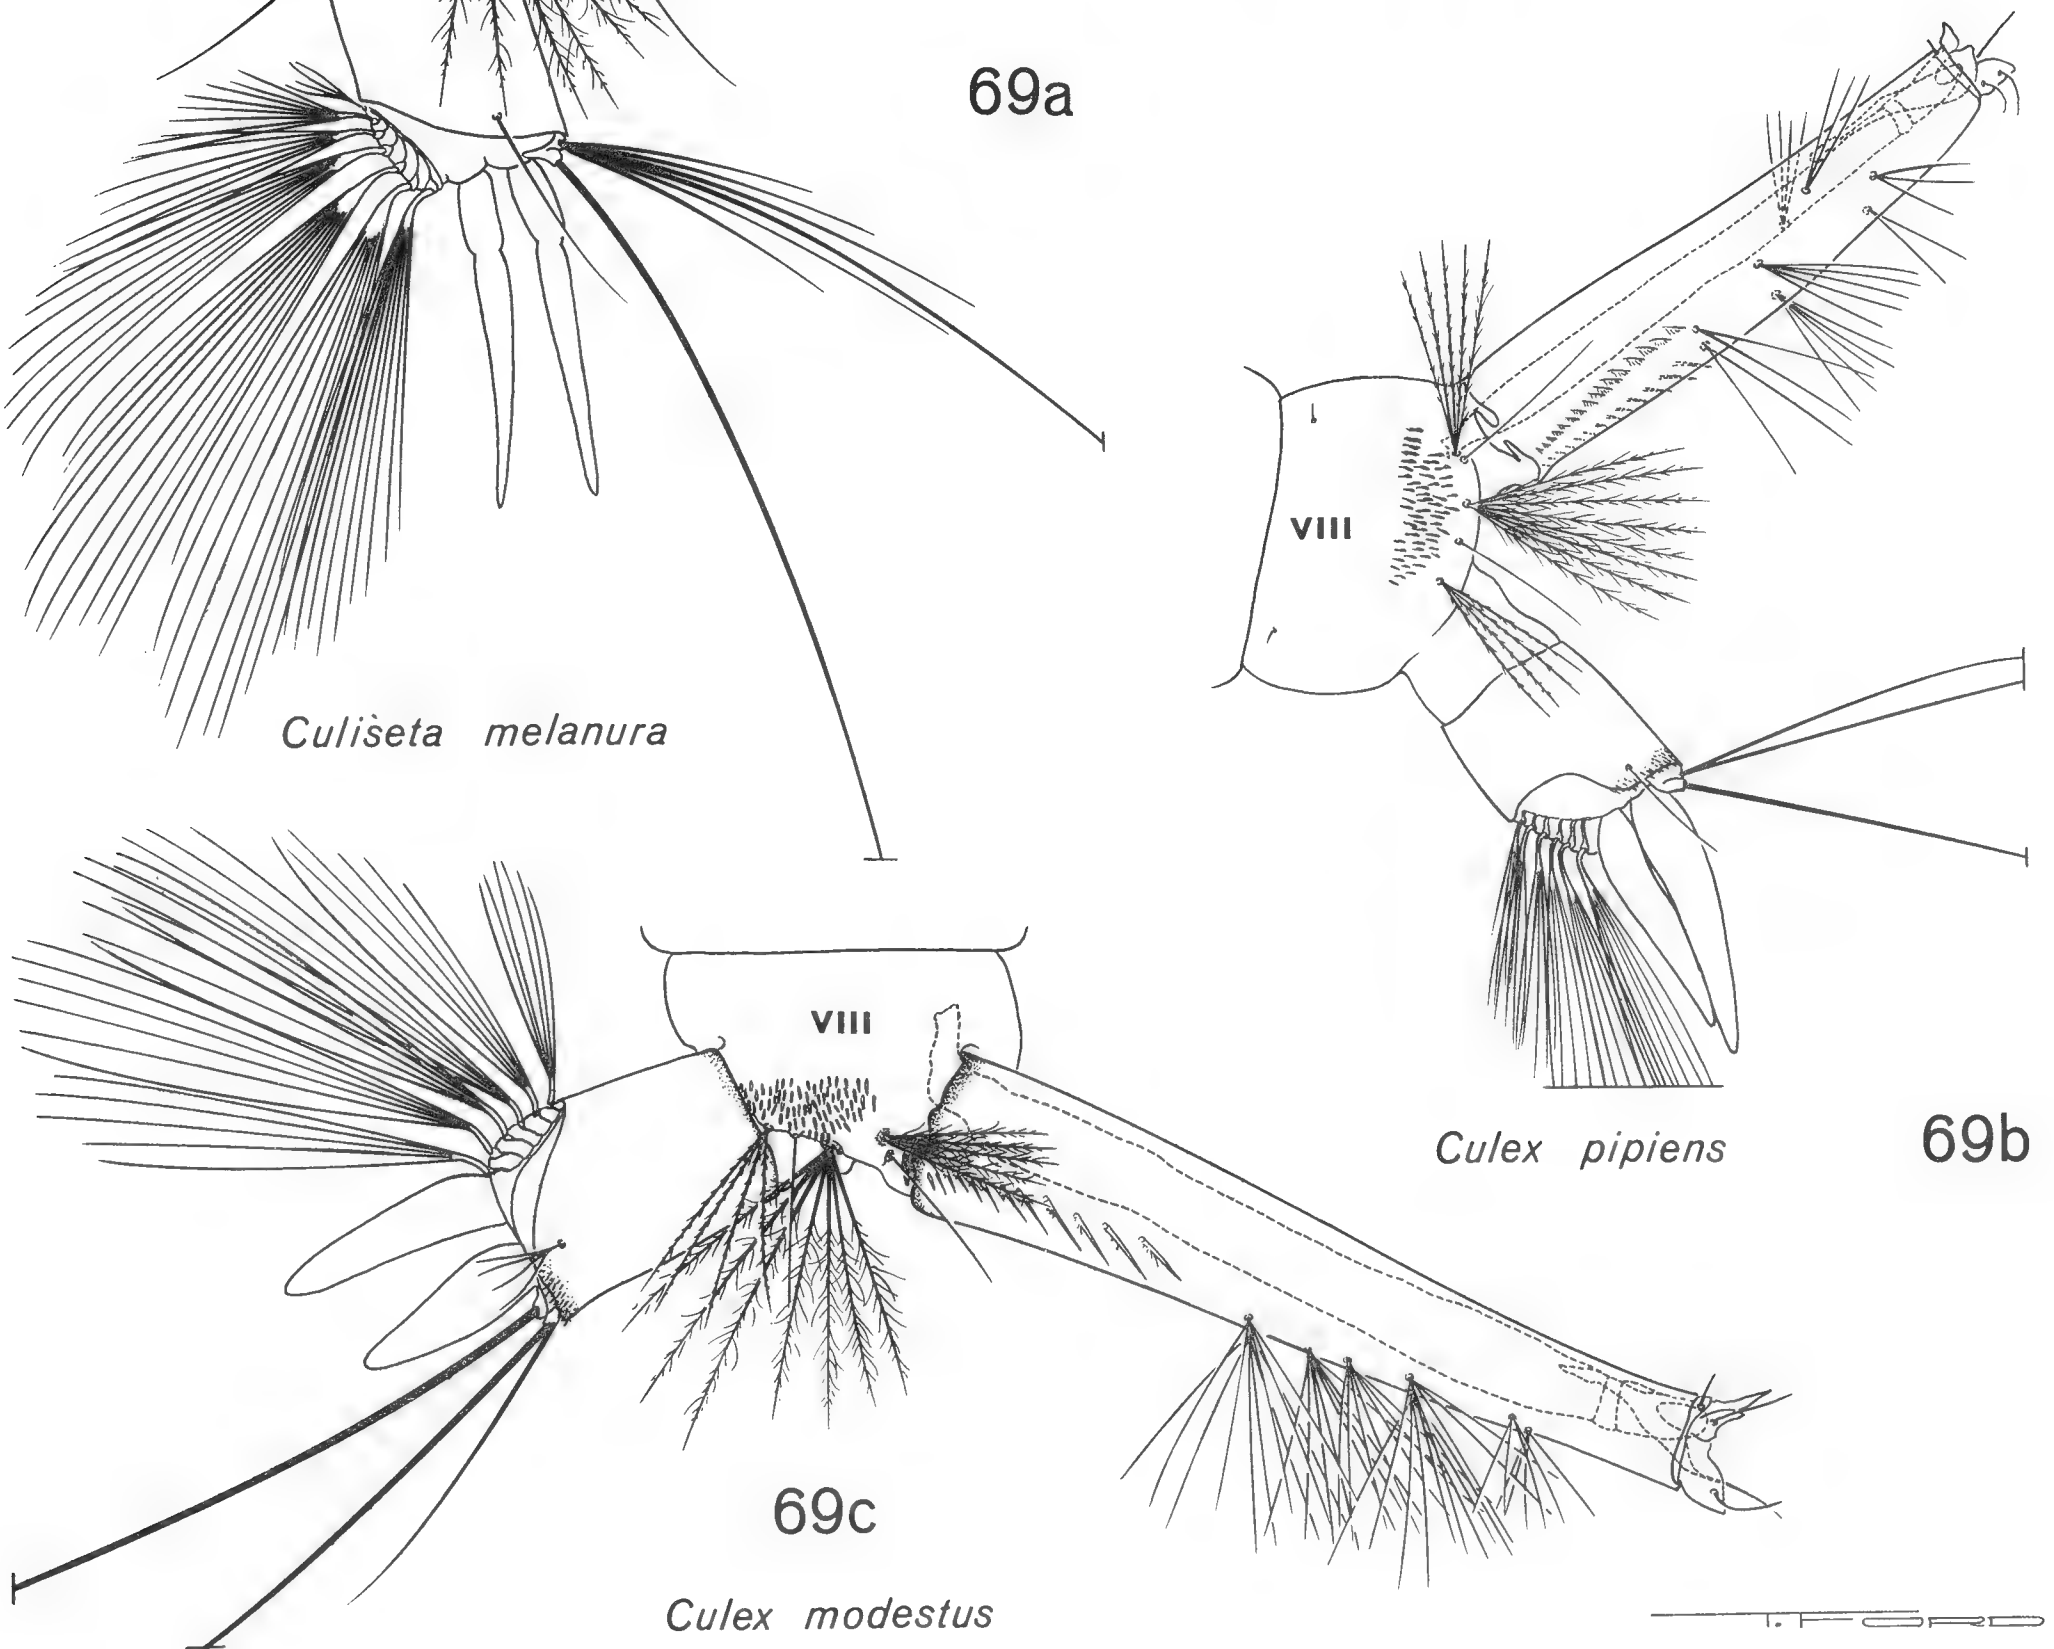 69a
VIII
Culiseta melanura
VIII
Culex pipiens
69b
69c
Culex modestus
T. FORD